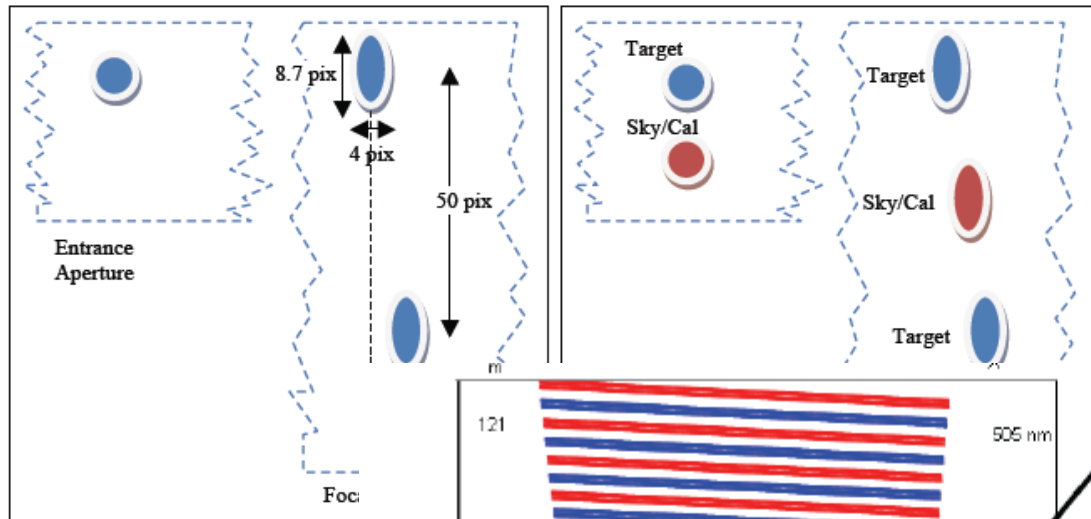 8.7 pix
4 pix
50 pix
Entrance
Aperture
Target
Sky/Cal
Target
Sky/Cal
Target
m
121
505 nm